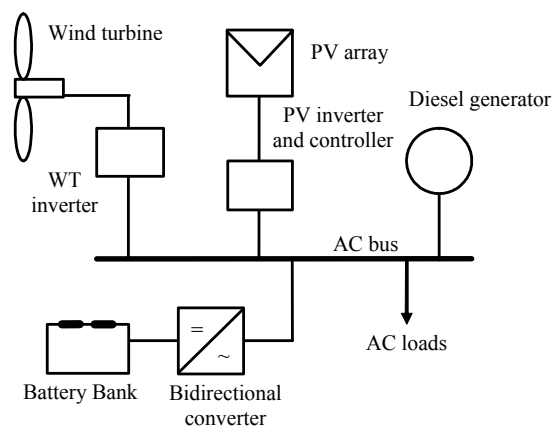 Wind turbine
PV array
Diesel generator
PV inverter
and controller
WT
inverter
AC bus
=
~
AC loads
Battery Bank
Bidirectional
converter